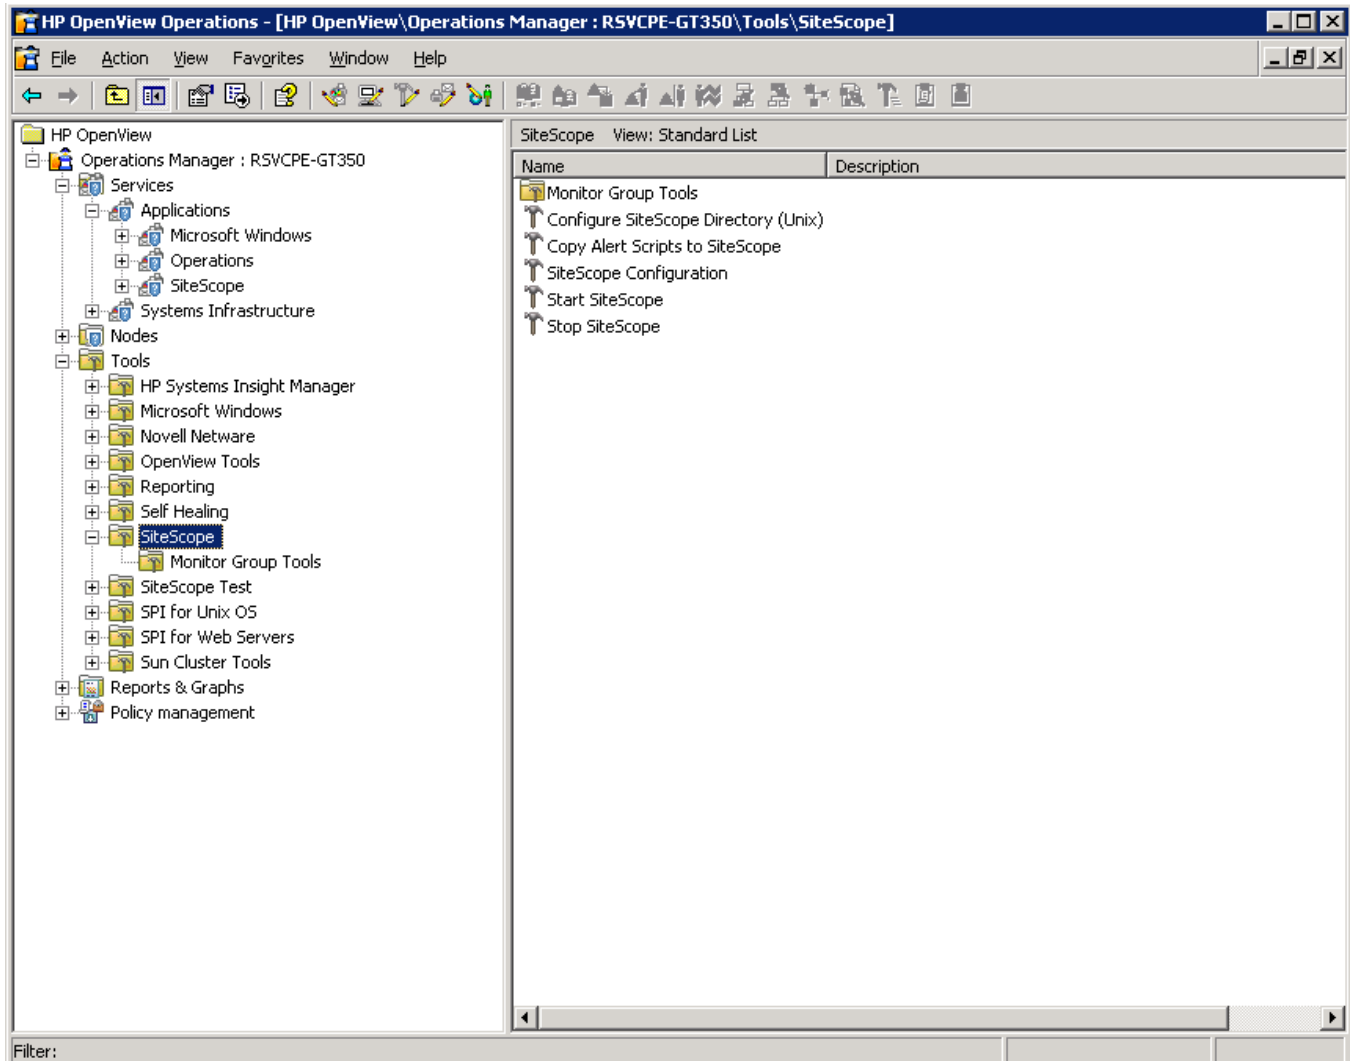 HP OpenView Operations - [HP OpenView\Operations Manager : RSVCPE-GT350\Tools\SiteScope]
File Action View Favorites Window Help
HP OpenView
Operations Manager : RSVCPE-GT350
Services
Applications
Microsoft Windows
Operations
SiteScope
Systems Infrastructure
Nodes
Tools
HP Systems Insight Manager
Microsoft Windows
Novell Netware
OpenView Tools
Reporting
Self Healing
SiteScope
Monitor Group Tools
SiteScope Test
SPI for Unix OS
SPI for Web Servers
Sun Cluster Tools
Reports & Graphs
Policy management
SiteScope View: Standard List
Name Description
Monitor Group Tools
Configure SiteScope Directory (Unix)
Copy Alert Scripts to SiteScope
SiteScope Configuration
Start SiteScope
Stop SiteScope
Filter: